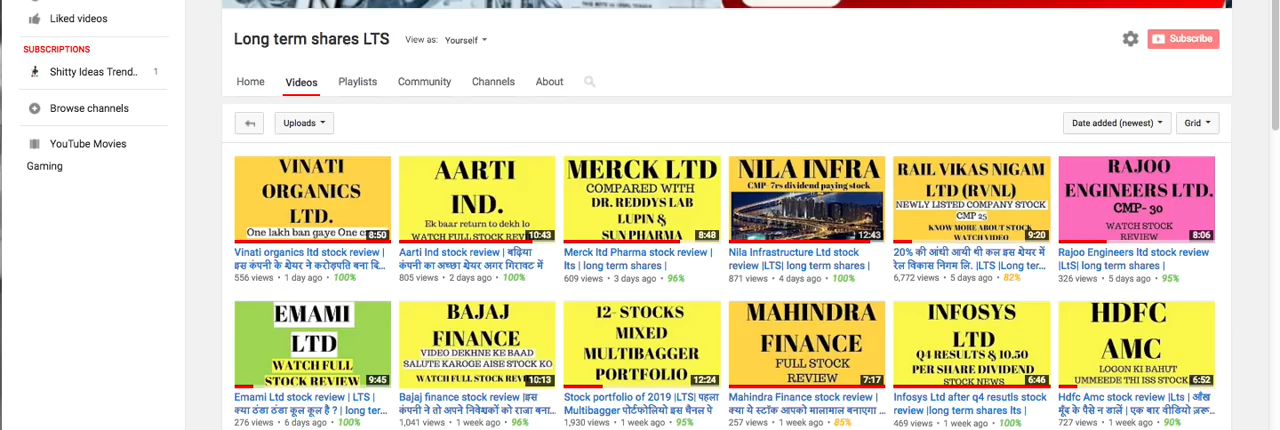 Liked videos
SUBSCRIPTIONS
Shitty Ideas Trend.. 1
Browse channels
YouTube Movies
Gaming
Long term shares LTS View as: Yourself
Subscribe
Home Videos Playlists Community Channels About
Uploads
Date added (newest) Grid
VINATI
ORGANICS
LTD.
One lakh ban gaye One
8:50
Vinati organics ltd stock review |
इस कंपनी के शेयर ने करोड़पति बना दि...
556 views • 1 day ago • 100%
AARTI
IND.
Ek baar return to dekh lo
WATCH FULL STOCK
10:43
Aarti Ind stock review | बढ़िया
कंपनी का अच्छा शेयर अगर गिरावट में
805 views • 2 days ago • 100%
MERCK LTD
COMPARED WITH
DR. REDDYS LAB
LUPIN &
SUN PHARMA
8:48
Merck ltd Pharma stock review |
lts | long term shares |
609 views • 3 days ago • 96%
NILA INFRA
CMP-7rs dividend paying stock
12:43
Nila Infrastructure Ltd stock
review |LTS| long term shares |
871 views • 4 days ago • 100%
RAIL VIKAS NIGAM
LTD (RVNL)
NEWLY LISTED COMPANY STOCK
CMP 25
KNOW MORE ABOUT STOCK
WATCH VIDEO
9:20
20% की आंधी आयी थी कल इस शेयर में
रेल विकास निगम लि. |LTS |Long ter...
6,772 views • 5 days ago • 82%
RAJOO
ENGINEERS LTD.
CMP- 30
WATCH STOCK
REVIEW
8:06
Rajoo Engineers ltd stock review
|LtS| long term shares |
326 views • 5 days ago • 95%
EMAMI
LTD
WATCH FULL
STOCK REVIEW
9:45
Emami Ltd stock review | LTS |
क्या ठंडा ठंडा कूल कूल है ? | long ter...
276 views • 6 days ago • 100%
BAJAJ
FINANCE
VIDEO DEKHNE KE BAAD
SALUTE KAROGE AISE STOCK KO
WATCH FULL STOCK
10:13
Bajaj finance stock review |इस
कंपनी ने तो अपने निवेशकों को राजा बना...
1,041 views • 1 week ago • 96%
12- STOCKS
MIXED
MULTIBAGGER
PORTFOLIO
12:24
Stock portfolio of 2019 |LTS| पहला
Multibagger पोर्टफोलियो इस चैनल पे
1,930 views • 1 week ago • 95%
MAHINDRA
FINANCE
FULL STOCK
REVIEW
7:17
Mahindra Finance stock review |
क्या ये स्टॉक आपको मालामाल बनाएगा ...
257 views • 1 week ago • 85%
INFOSYS
LTD
Q4 RESULTS & 10.50
PER SHARE DIVIDEND
STOCK NEWS
6:46
Infosys Ltd after q4 resutls stock
review |long term shares lts |
469 views • 1 week ago • 100%
HDFC
AMC
LOGON KI BAHUT
UMMEEDE THI ISS STOCK
6:52
Hdfc Amc stock review |Lts | आँख
मूँद के पैसे न डालें | एक बार वीडियो ज़रू...
727 views • 1 week ago • 90%